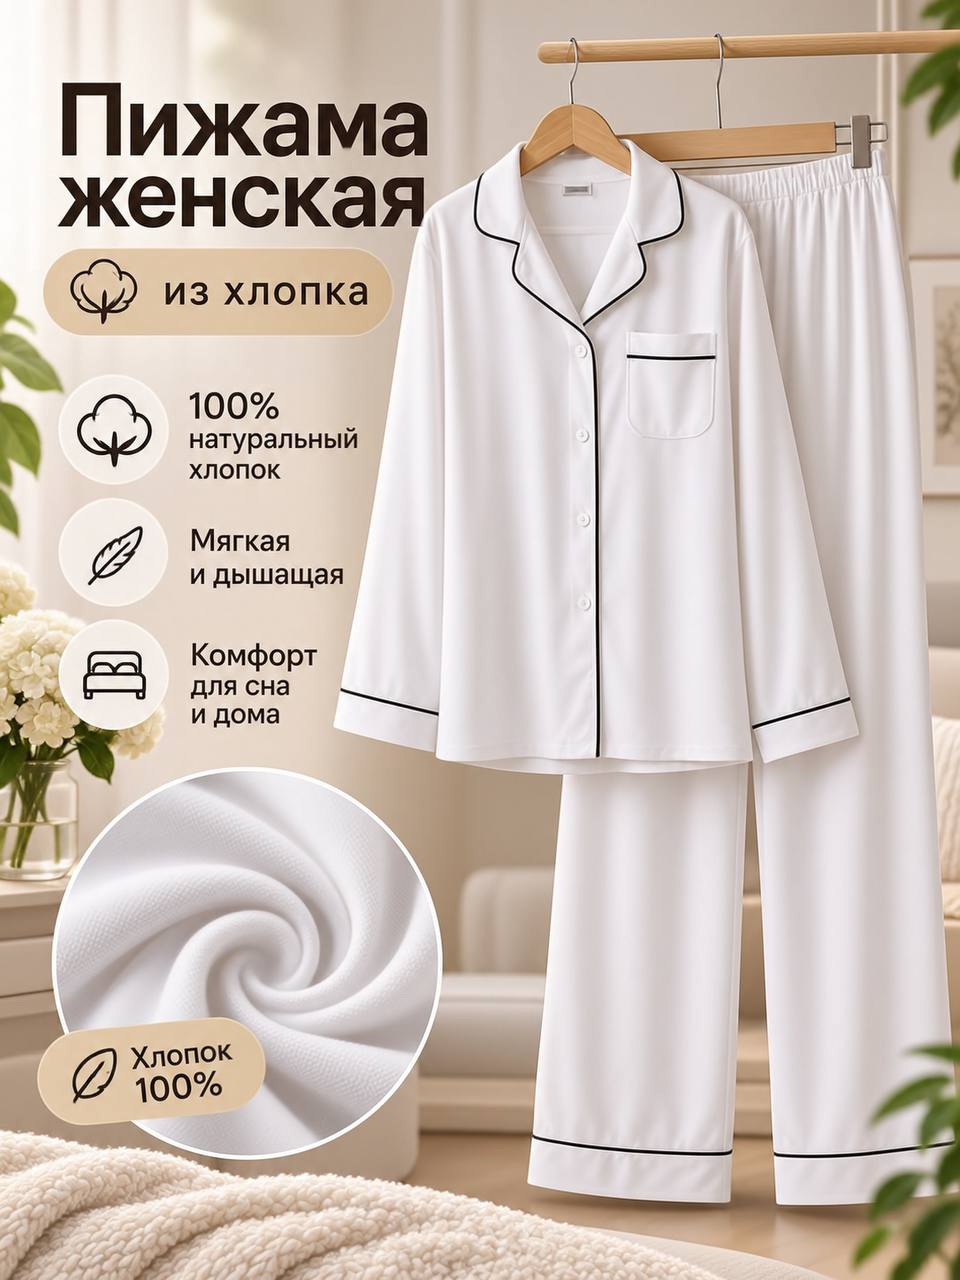 Пижама
женская
из хлопка
100%
натуральный
хлопок
Мягкая
и дышащая
Комфорт
для сна
и дома
Хлопок
100%